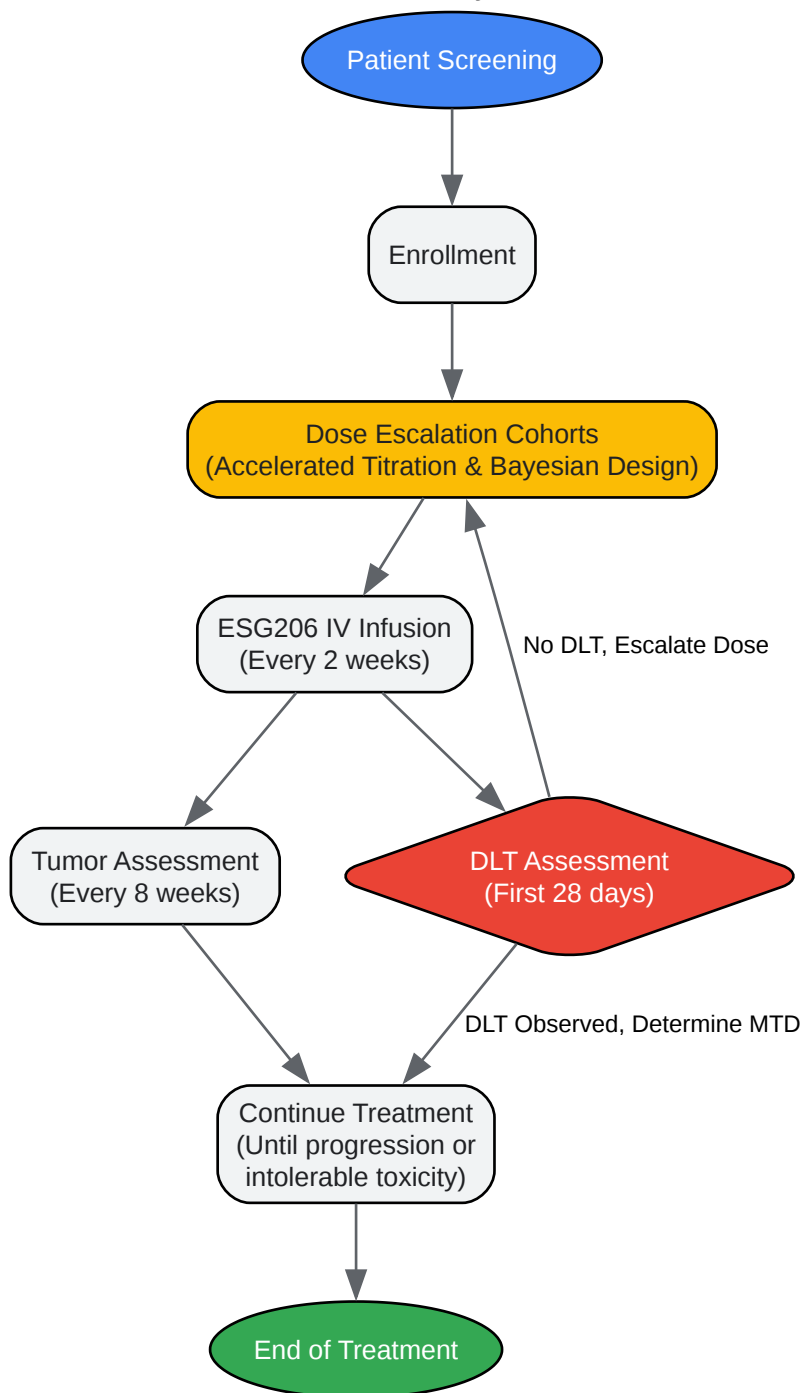 Patient Screening
Enrollment
Dose Escalation Cohorts
(Accelerated Titration & Bayesian Design)
ESG206 IV Infusion
(Every 2 weeks)
No DLT, Escalate Dose
Tumor Assessment
(Every 8 weeks)
DLT Assessment
(First 28 days)
DLT Observed, Determine MTD
Continue Treatment
(Until progression or
intolerable toxicity)
End of Treatment